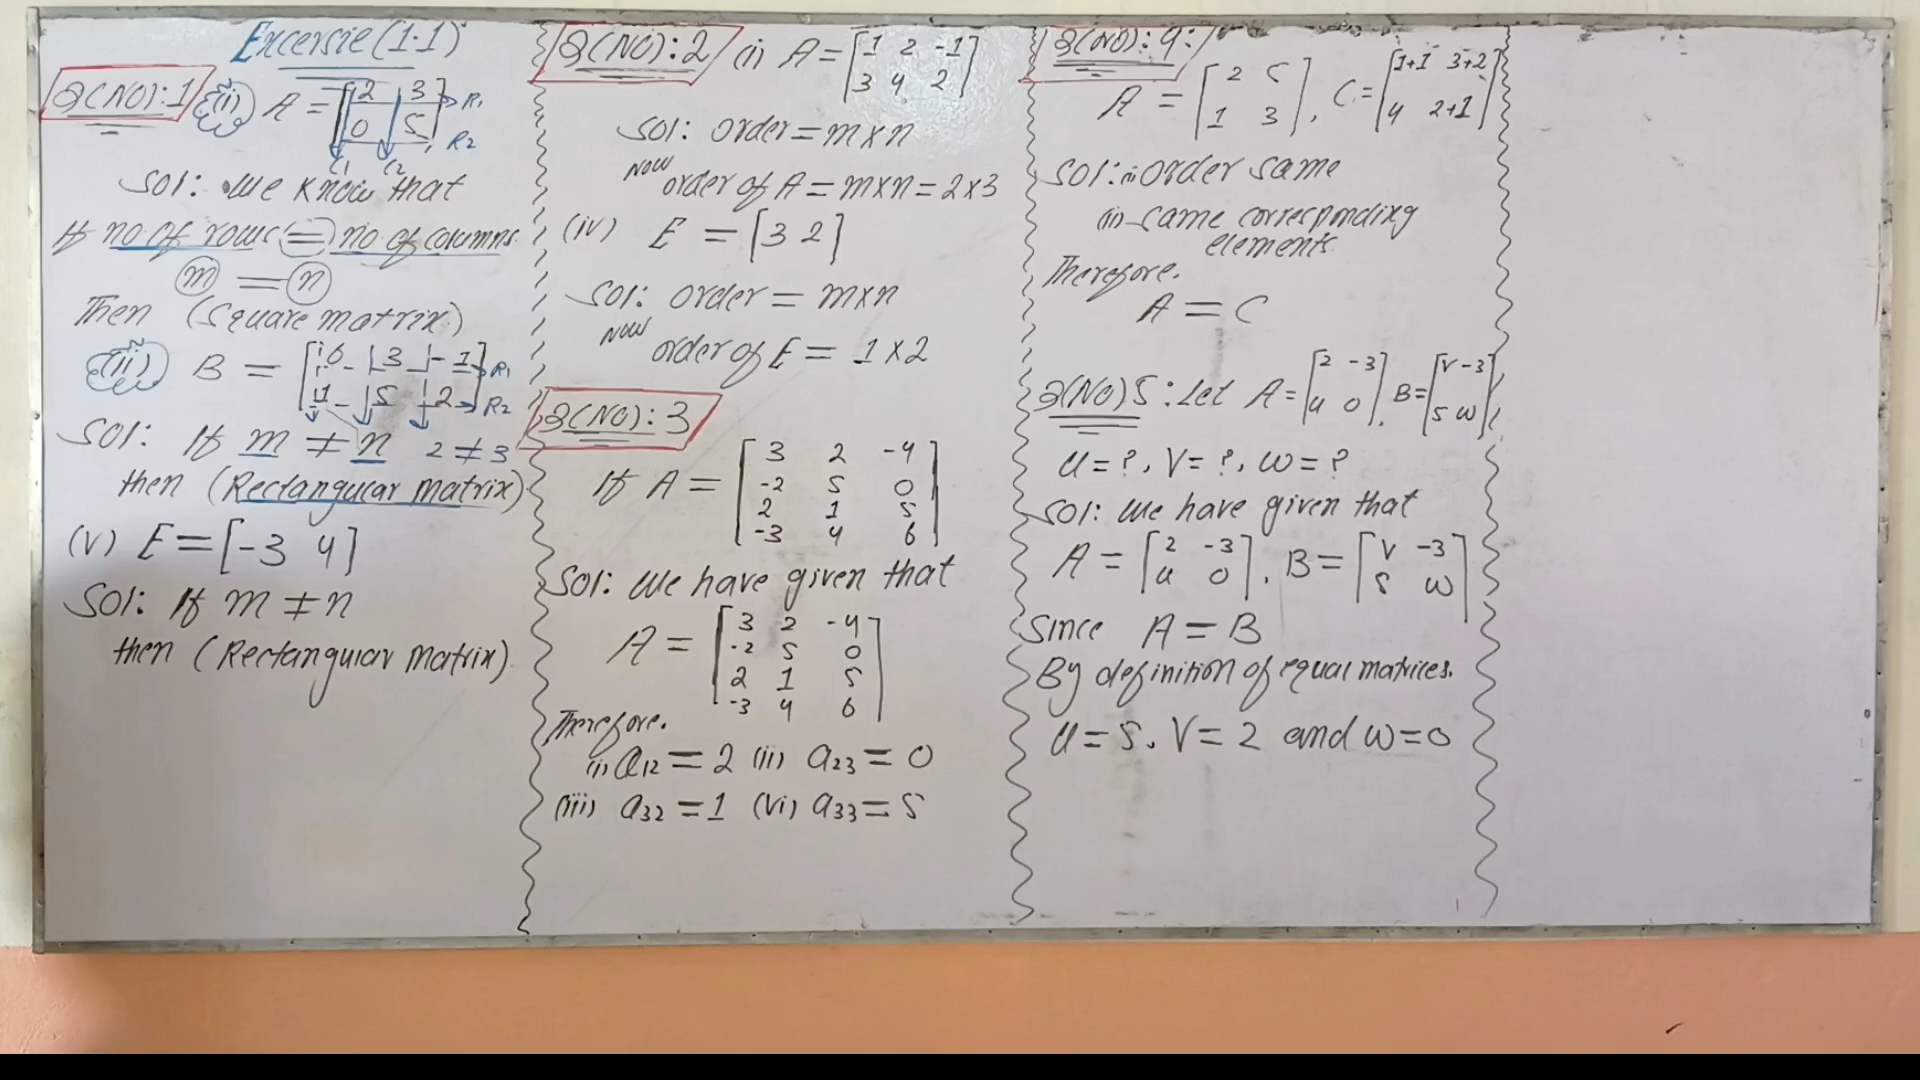 Excersie (1·1)
Q(NO):1 (i) A = [2 3
0 5] R1 R2
C1 C2
Sol: We know that
If no of rows = no of columns
m = n
Then (Square matrix)
(ii) B = [6 3 -1
1 5 2] R1 R2
Sol: If m ≠ n 2 ≠ 3
then (Rectangular matrix)
(v) E = [-3 4]
Sol: If m ≠ n
then (Rectangular matrix)
Q(NO):2 (i) A = [1 2 -1
3 4 2]
Sol: order = m×n
Now order of A = m×n = 2×3
(iv) E = [3 2]
Sol: order = m×n
Now order of E = 1×2
Q(NO):3
If A = [3 2 -4
-2 5 0
2 1 5
-3 4 6]
Sol: We have given that
A = [3 2 -4
-2 5 0
2 1 5
-3 4 6]
Therefore.
(i) a12 = 2 (ii) a23 = 0
(iii) a32 = 1 (vi) a33 = 5
Q(NO):4:
A = [2 5
1 3], C = [1+1 3+2
4 2+1]
Sol: (i) order same
(ii) Same corresponding
elements.
Therefore.
A = C
Q(NO)5: Let A = [2 -3
u 0], B = [v -3
5 w]
u = ?, v = ?, w = ?
Sol: We have given that
A = [2 -3
u 0], B = [v -3
5 w]
Since A = B
By definition of equal matrices.
u = 5, v = 2 and w = 0